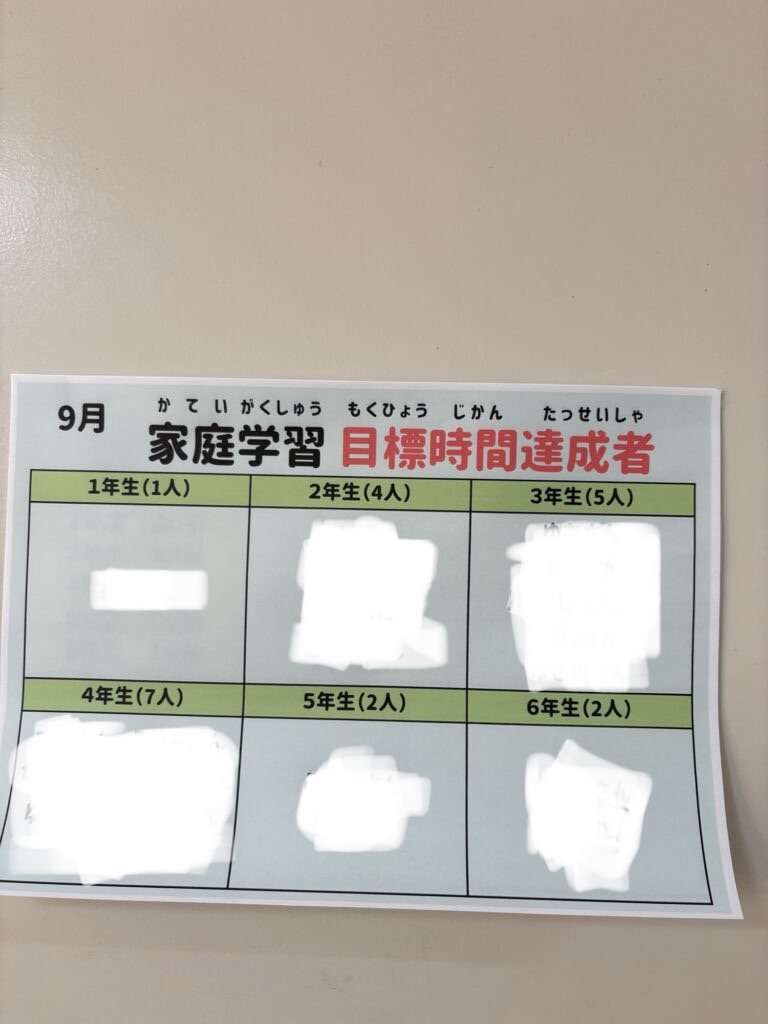 9月
かていがくしゅう もくひょう じかん たっせいしゃ
家庭学習 目標時間達成者
1年生(1人) 2年生(4人) 3年生(5人)
4年生(7人) 5年生(2人) 6年生(2人)